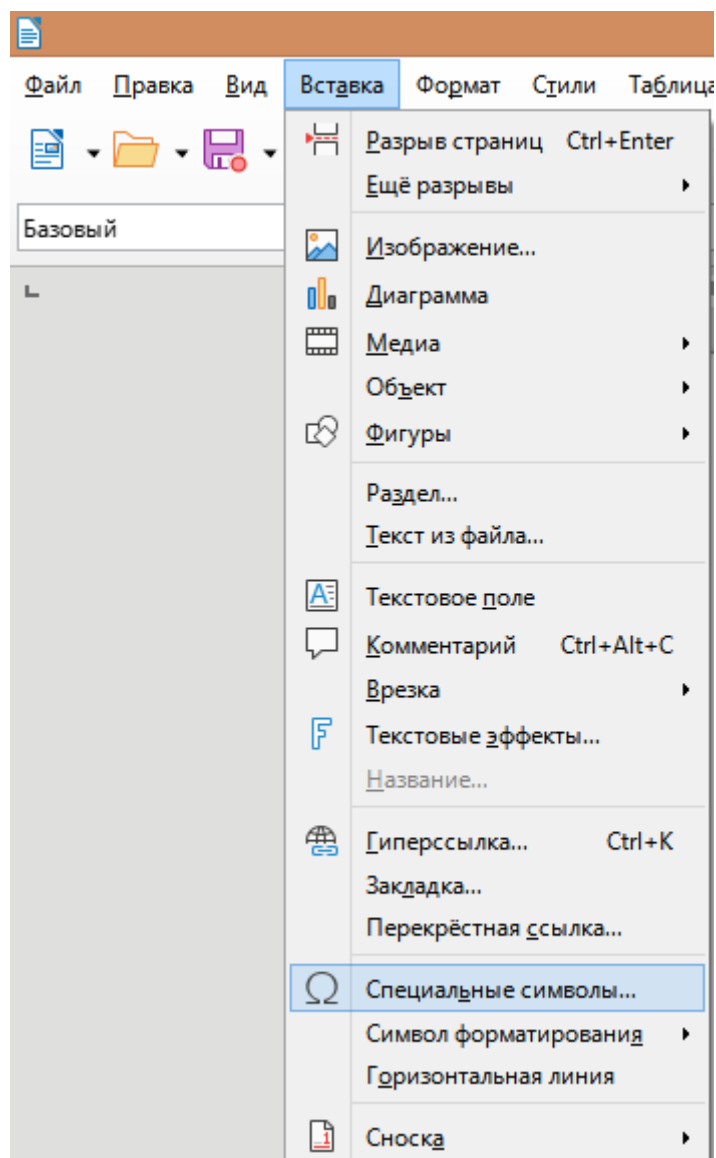 Файл Правка Вид Вставка Формат Стили Таблица
Разрыв страниц Ctrl+Enter
Ещё разрывы
Базовый
Изображение...
Диаграмма
Медиа
Объект
Фигуры
Раздел...
Текст из файла...
Текстовое поле
Комментарий Ctrl+Alt+C
Врезка
Текстовые эффекты...
Название...
Гиперссылка... Ctrl+K
Закладка...
Перекрёстная ссылка...
Специальные символы...
Символ форматирования
Горизонтальная линия
Сноска